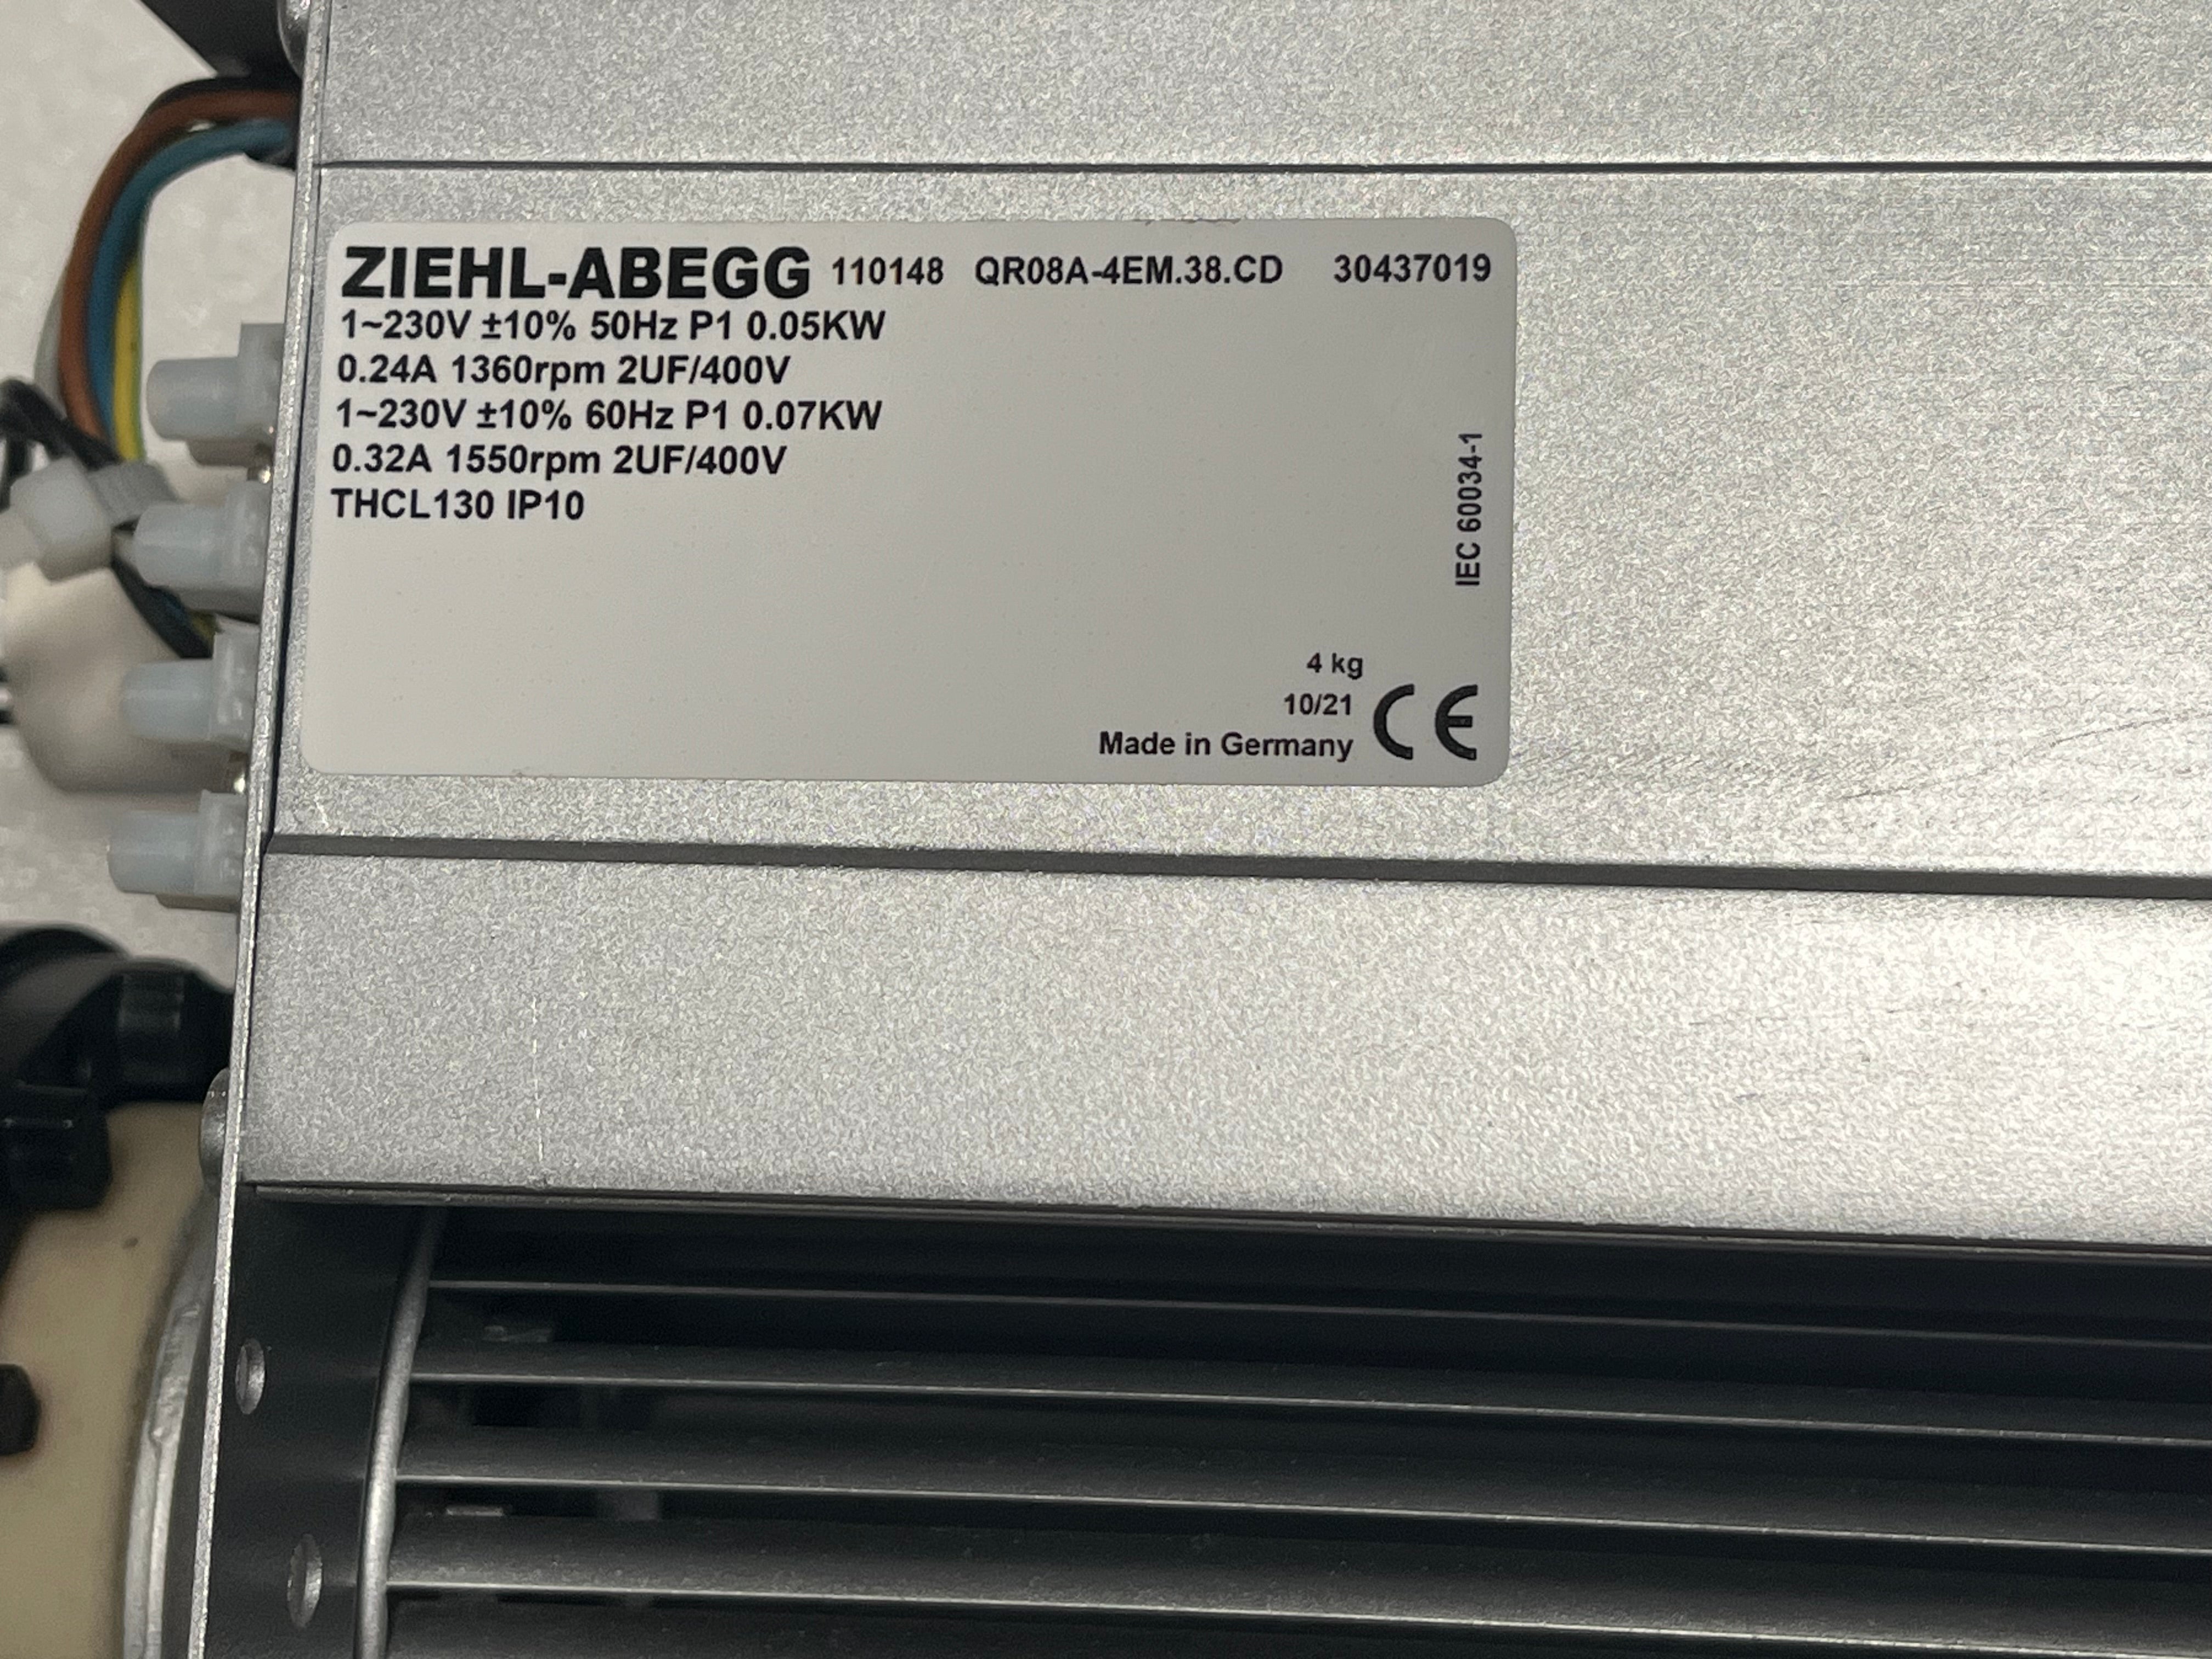 ZIEHL-ABEGG 110148 QR08A-4EM.38.CD 30437019
1~230V ±10% 50Hz P1 0.05KW
0.24A 1360rpm 2UF/400V
1~230V ±10% 60Hz P1 0.07KW
0.32A 1550rpm 2UF/400V
THCL130 IP10
IEC 60034-1
4 kg
10/21
Made in Germany CE